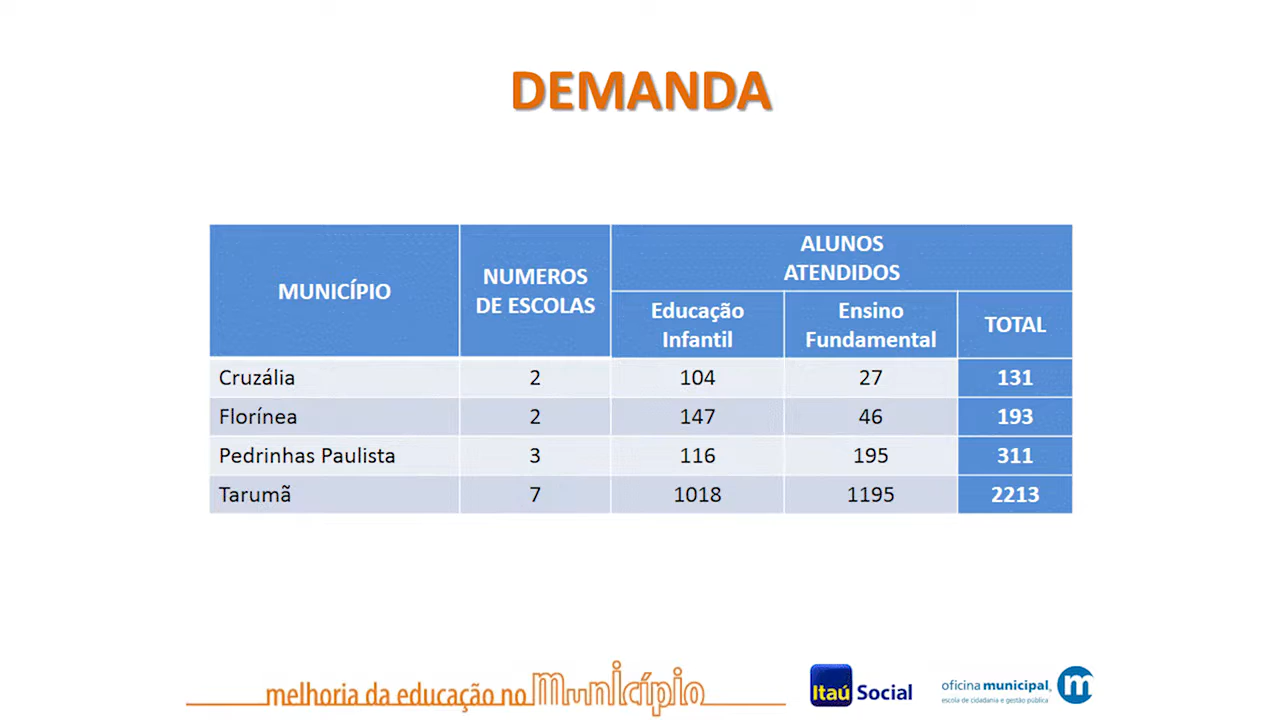 DEMANDA
MUNICÍPIO
NUMEROS
DE ESCOLAS
ALUNOS
ATENDIDOS
Educação
Infantil
Ensino
Fundamental
TOTAL
Cruzália 2 104 27 131
Florínea 2 147 46 193
Pedrinhas Paulista 3 116 195 311
Tarumã 7 1018 1195 2213
melhoria da educação no Município
Itaú Social
oficina municipal.
escola de cidadania e gestão pública
m